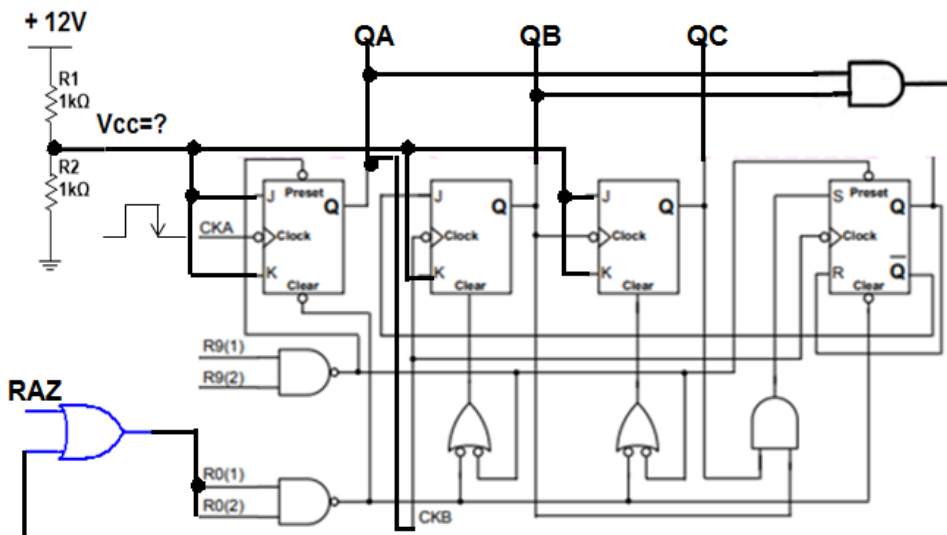 + 12V
QA
QB
QC
R1
1kΩ
Vcc=?
R2
1kΩ
Preset
J
Q
CKA
Clock
K
Clear
J
Q
Clock
K
Clear
J
Q
Clock
K
Clear
Preset
S
Q
Clock
R
Q
Clear
R9(1)
R9(2)
RAZ
R0(1)
R0(2)
CKB